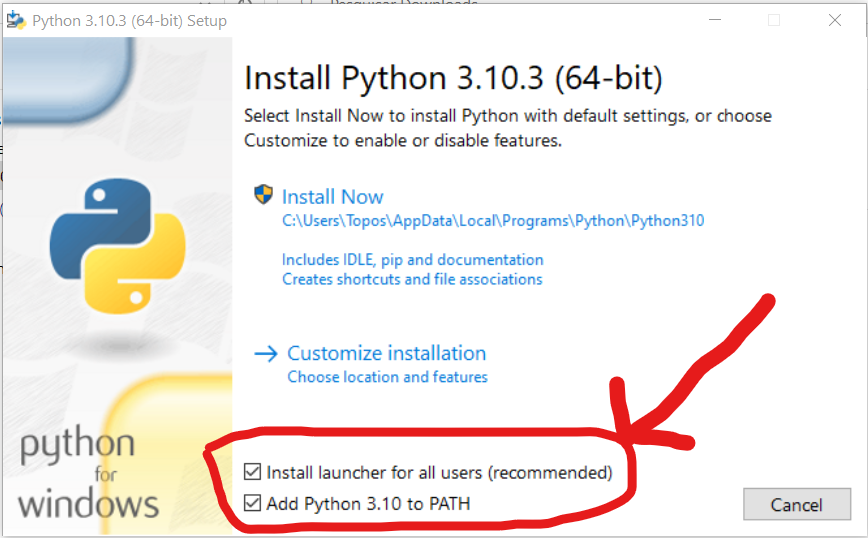 Python 3.10.3 (64-bit) Setup
Install Python 3.10.3 (64-bit)
Select Install Now to install Python with default settings, or choose
Customize to enable or disable features.
Install Now
C:\Users\Topos\AppData\Local\Programs\Python\Python310
Includes IDLE, pip and documentation
Creates shortcuts and file associations
Customize installation
Choose location and features
Install launcher for all users (recommended)
Add Python 3.10 to PATH
Cancel
python
for
windows